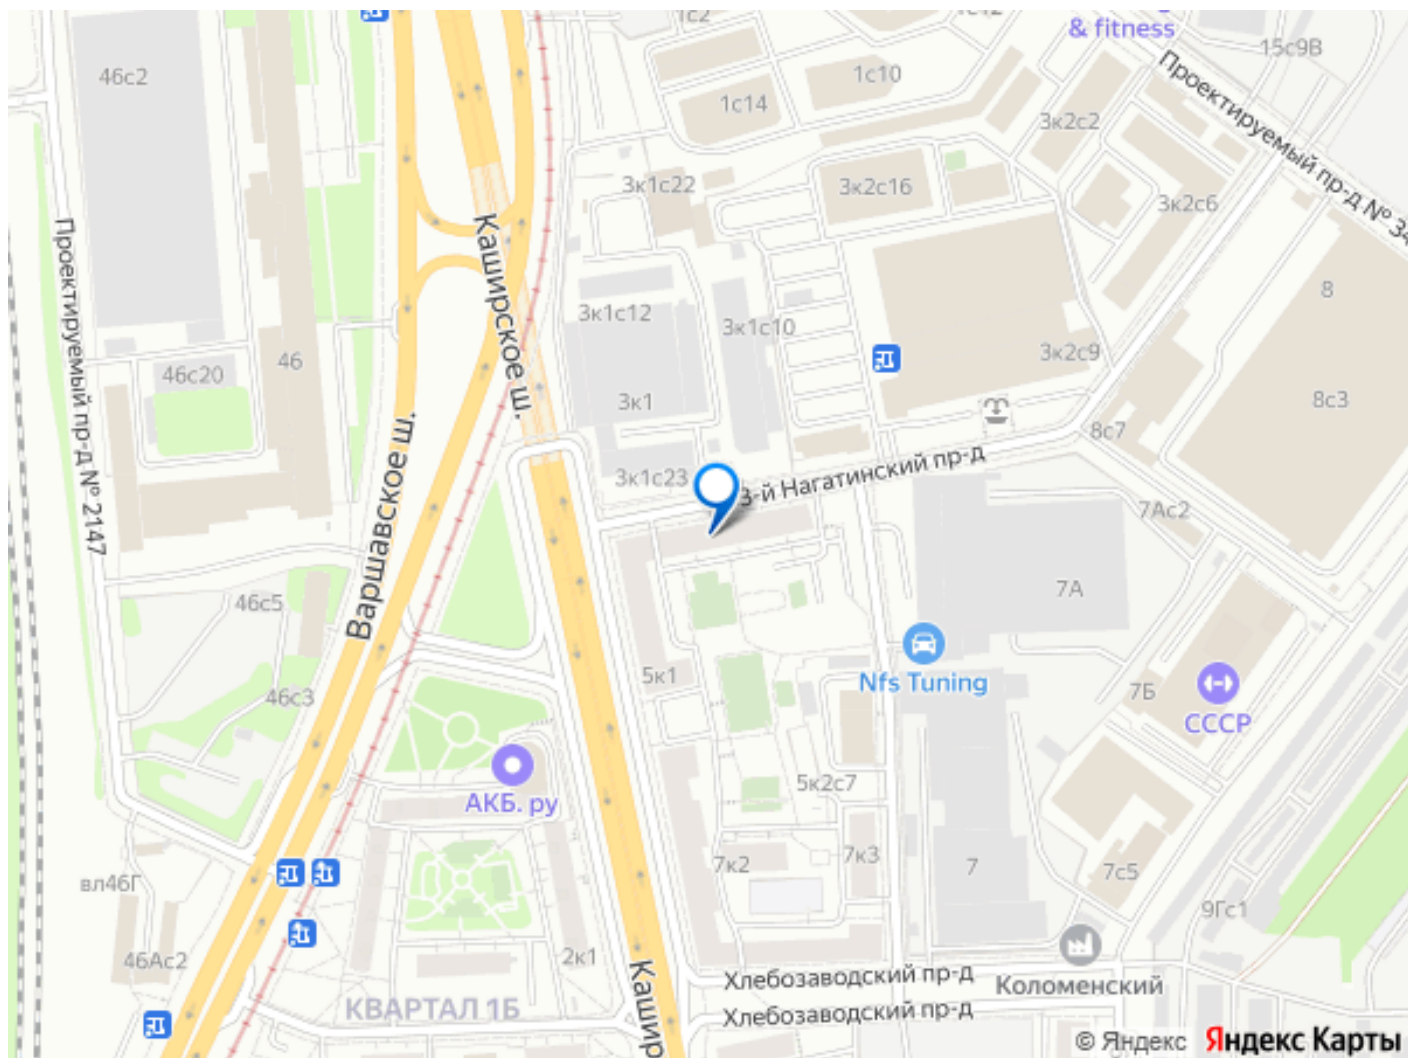 1с2
1с12
& fitness
15с9В
46с2
1с10
1с14
3к2с2
Проектируемый пр-д № 34
3к1с22
3к2с16
3к2с6
Проектируемый пр-д № 2147
Каширское ш.
8
3к1с12
3к1с10
46
46с20
3к2с9
3к1
8с3
Варшавское ш.
8с7
3к1с23
3-й Нагатинский пр-д
7Ас2
46с5
7А
5к1
Nfs Tuning
7Б
46с3
СССР
АКБ. ру
5к2с7
7к2
7к3
7
7с5
вл46Г
9Гс1
46Ас2
2к1
Кашир
Хлебозаводский пр-д
Коломенский
КВАРТАЛ 1Б
Хлебозаводский пр-д
© Яндекс Яндекс Карты